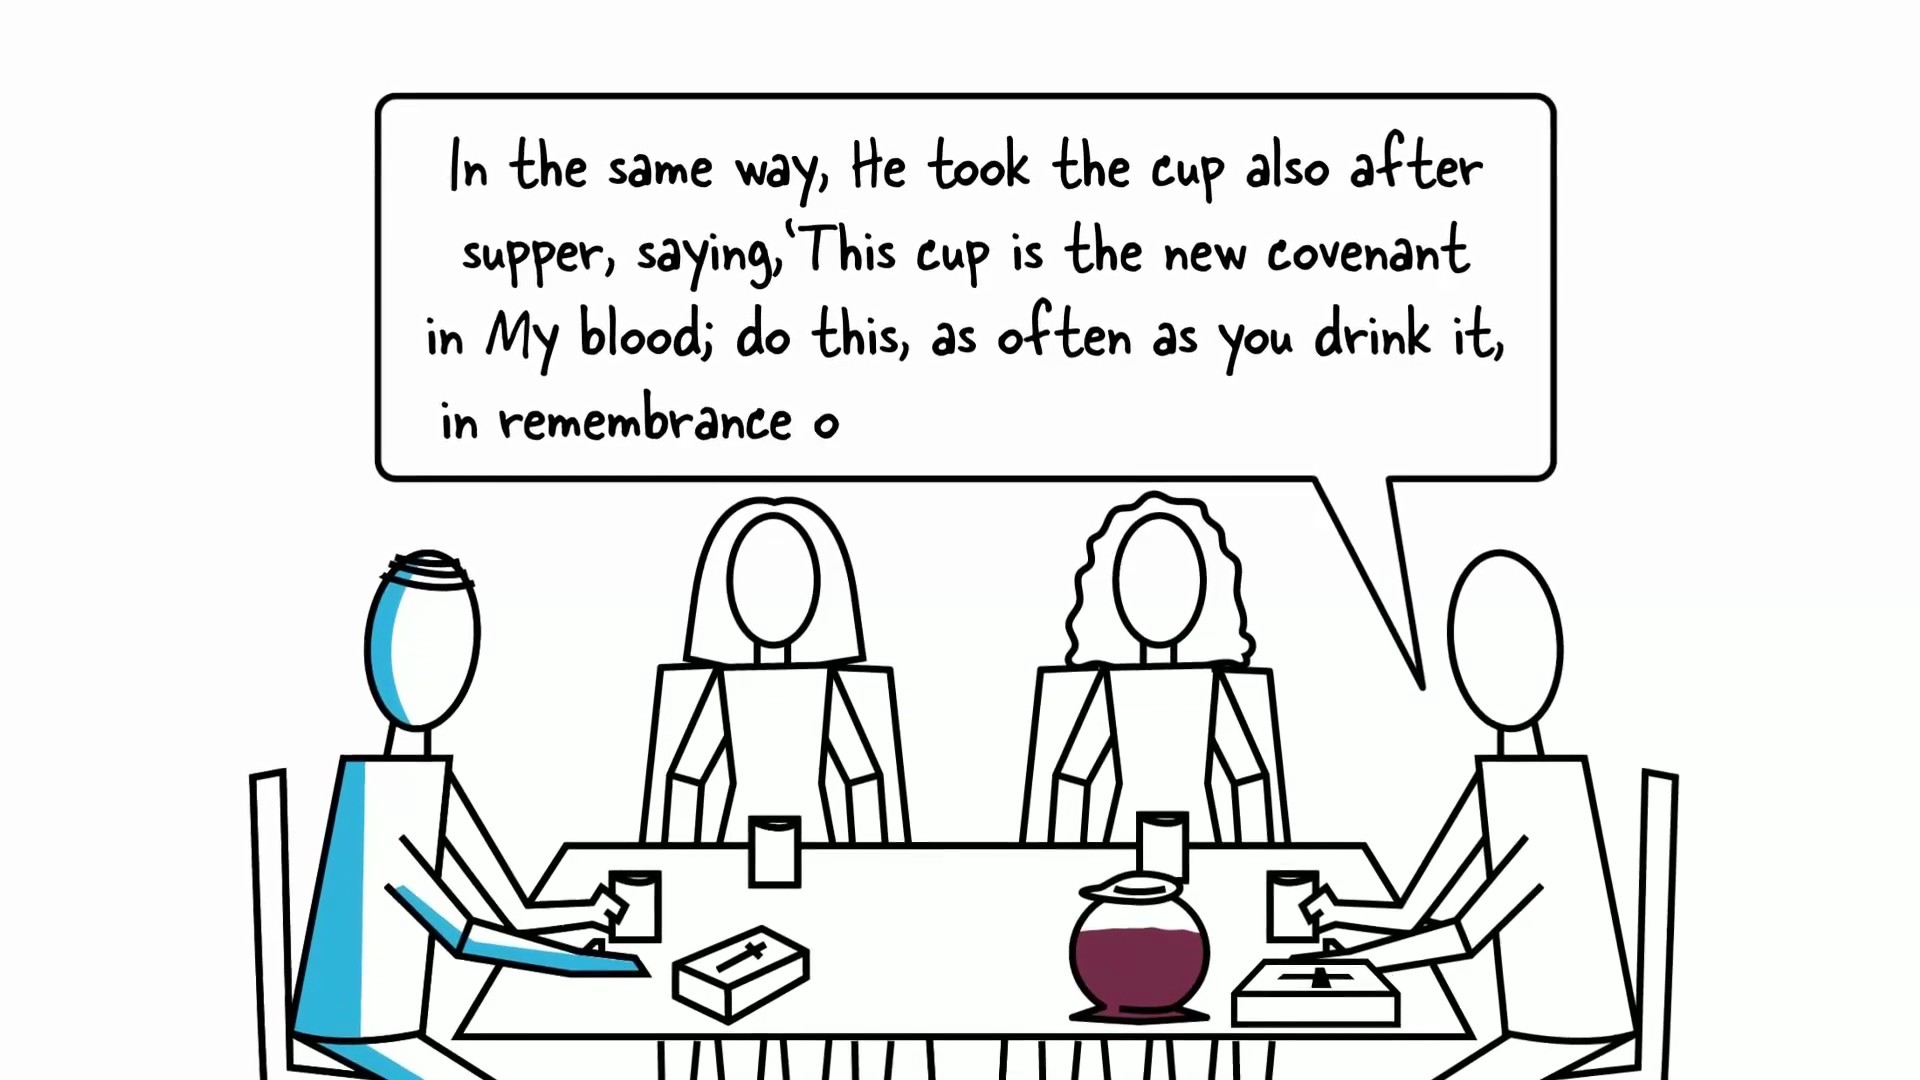 In the same way, He took the cup also after
supper, saying, ‘This cup is the new covenant
in My blood; do this, as often as you drink it,
in remembrance o